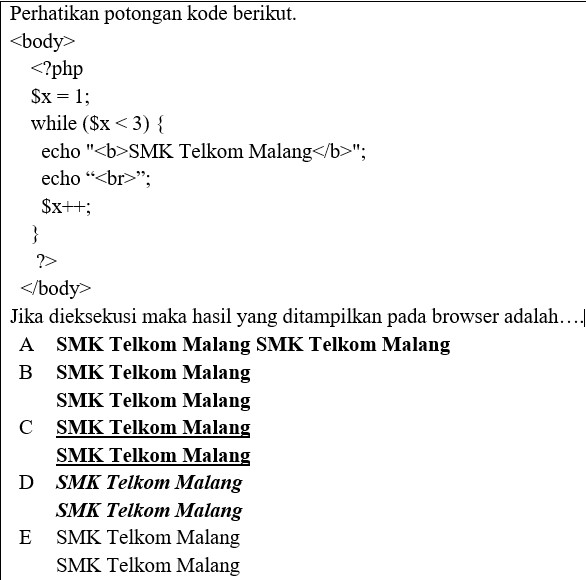 Perhatikan potongan kode berikut.
<body>
<?php
$x = 1;
while ($x < 3) {
echo "<b>SMK Telkom Malang</b>";
echo “<br>”;
$x++;
}
?>
</body>
Jika dieksekusi maka hasil yang ditampilkan pada browser adalah….
A SMK Telkom Malang SMK Telkom Malang
B SMK Telkom Malang
SMK Telkom Malang
C SMK Telkom Malang
SMK Telkom Malang
D SMK Telkom Malang
SMK Telkom Malang
E SMK Telkom Malang
SMK Telkom Malang